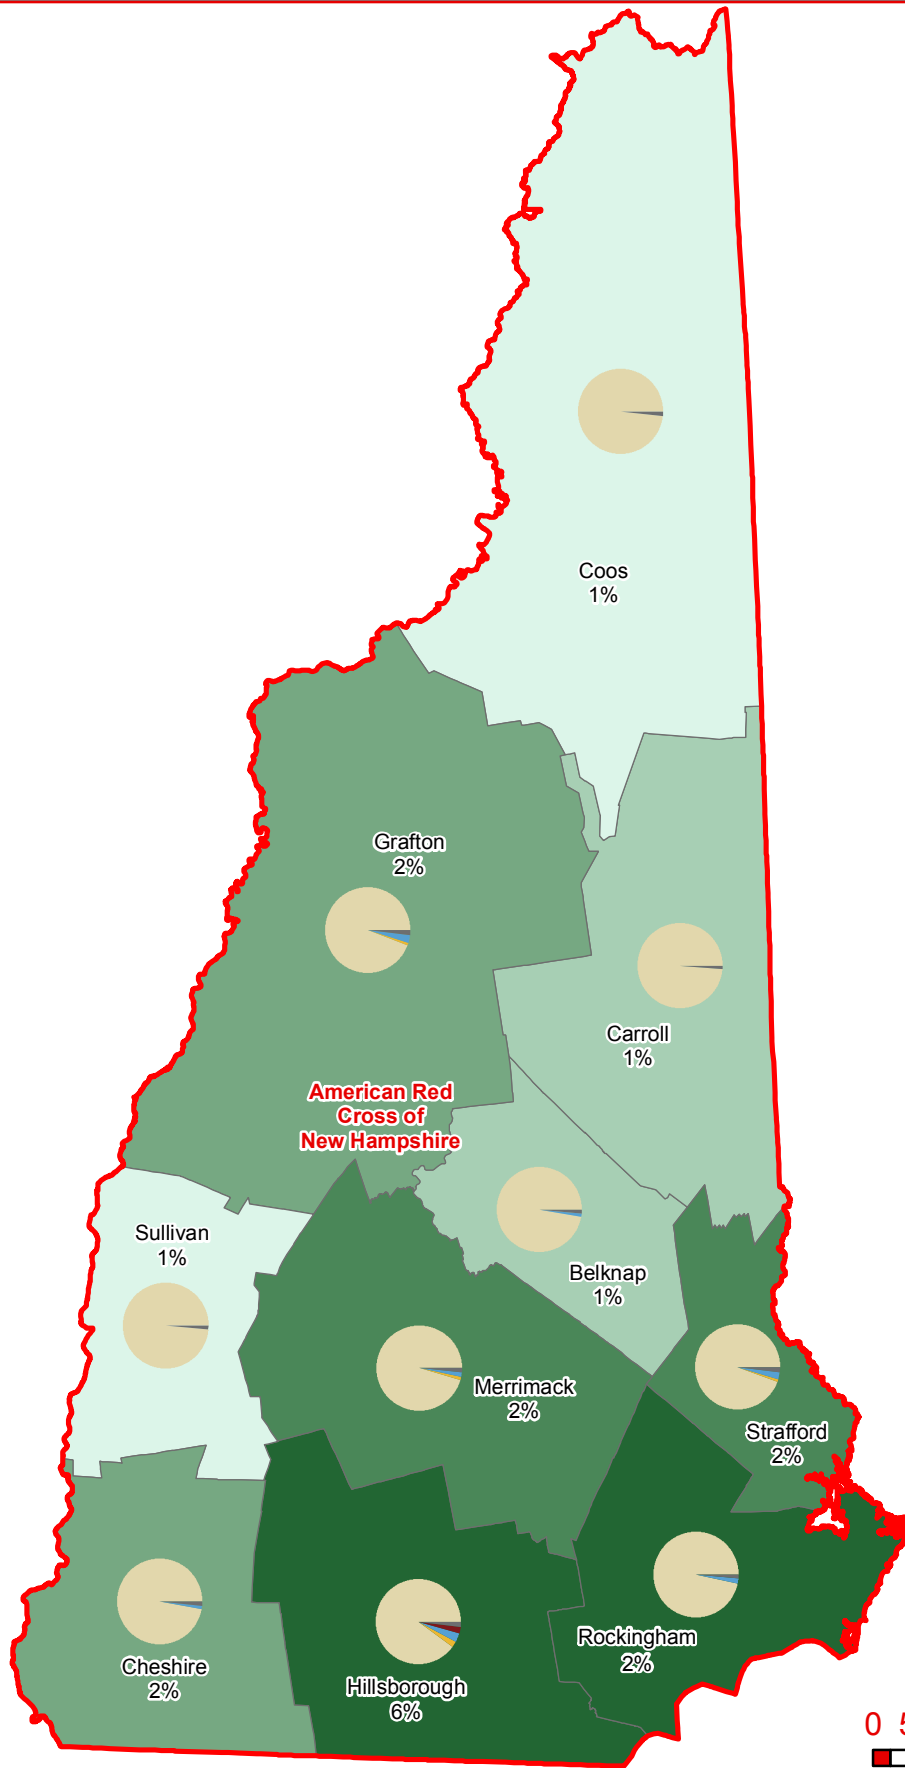 Coos
1%
Grafton
2%
Carroll
1%
American Red
Cross of
New Hampshire
Sullivan
1%
Belknap
1%
Merrimack
2%
Strafford
2%
Rockingham
2%
Cheshire
2%
Hillsborough
6%
0 5